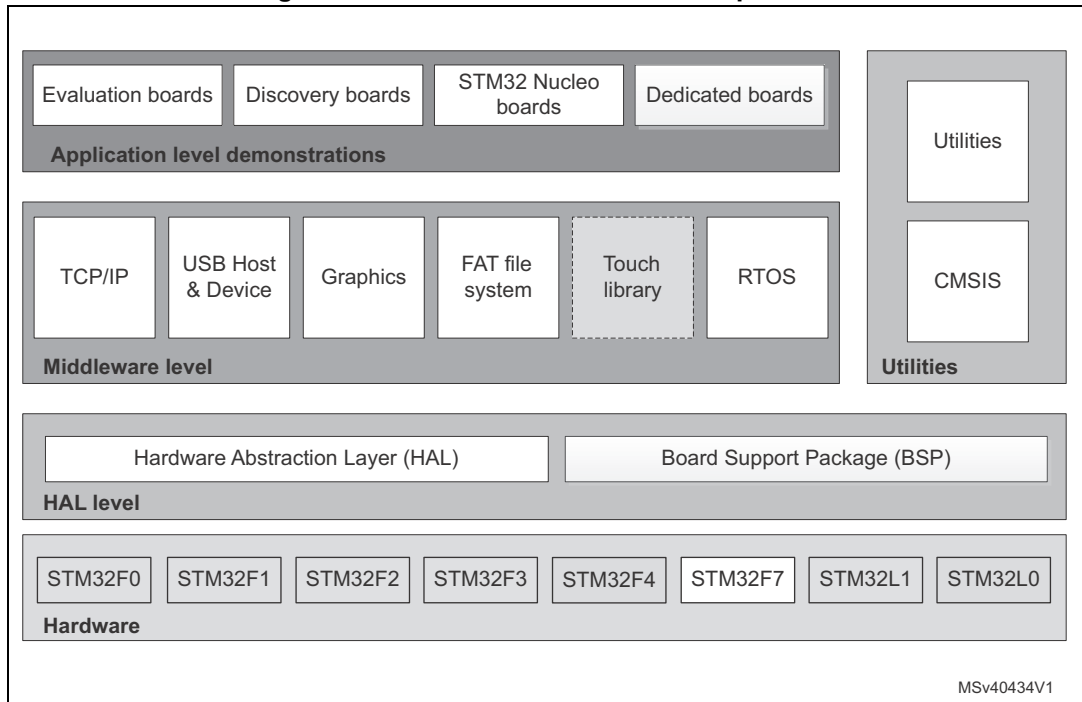 Evaluation boards
Discovery boards
STM32 Nucleo
boards
Dedicated boards
Application level demonstrations
TCP/IP
USB Host
& Device
Graphics
FAT file
system
Touch
library
RTOS
Middleware level
Utilities
CMSIS
Utilities
Hardware Abstraction Layer (HAL)
Board Support Package (BSP)
HAL level
STM32F0
STM32F1
STM32F2
STM32F3
STM32F4
STM32F7
STM32L1
STM32L0
Hardware
MSv40434V1